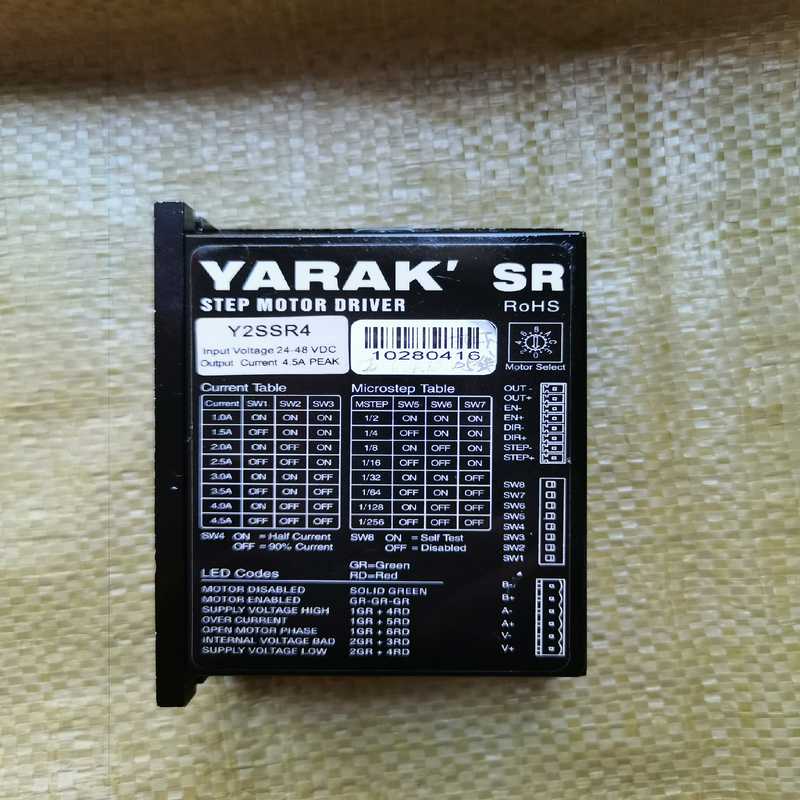 YARAK' SR
STEP MOTOR DRIVER RoHS
Y2SSR4
Input Voltage 24-48 VDC
Output Current 4.5A PEAK
10280416
Motor Select
Current Table
Current SW1 SW2 SW3
1.0A ON ON ON
1.5A OFF ON ON
2.0A ON OFF ON
2.5A OFF OFF ON
3.0A ON ON OFF
3.5A OFF ON OFF
4.0A ON OFF OFF
4.5A OFF OFF OFF
SW4 ON = Half Current
OFF = 90% Current
Microstep Table
MSTEP SW5 SW6 SW7
1/2 ON ON ON
1/4 OFF ON ON
1/8 ON OFF ON
1/16 OFF OFF ON
1/32 ON ON OFF
1/64 OFF ON OFF
1/128 ON OFF OFF
1/256 OFF OFF OFF
SW8 ON = Self Test
OFF = Disabled
OUT -
OUT+
EN-
EN+
DIR-
DIR+
STEP-
STEP+
SW8
SW7
SW6
SW5
SW4
SW3
SW2
SW1
B-
B+
A-
A+
V-
V+
LED Codes
GR=Green
RD=Red
MOTOR DISABLED SOLID GREEN
MOTOR ENABLED GR-GR-GR
SUPPLY VOLTAGE HIGH 1GR + 4RD
OVER CURRENT 1GR + 5RD
OPEN MOTOR PHASE 1GR + 6RD
INTERNAL VOLTAGE BAD 2GR + 3RD
SUPPLY VOLTAGE LOW 2GR + 4RD